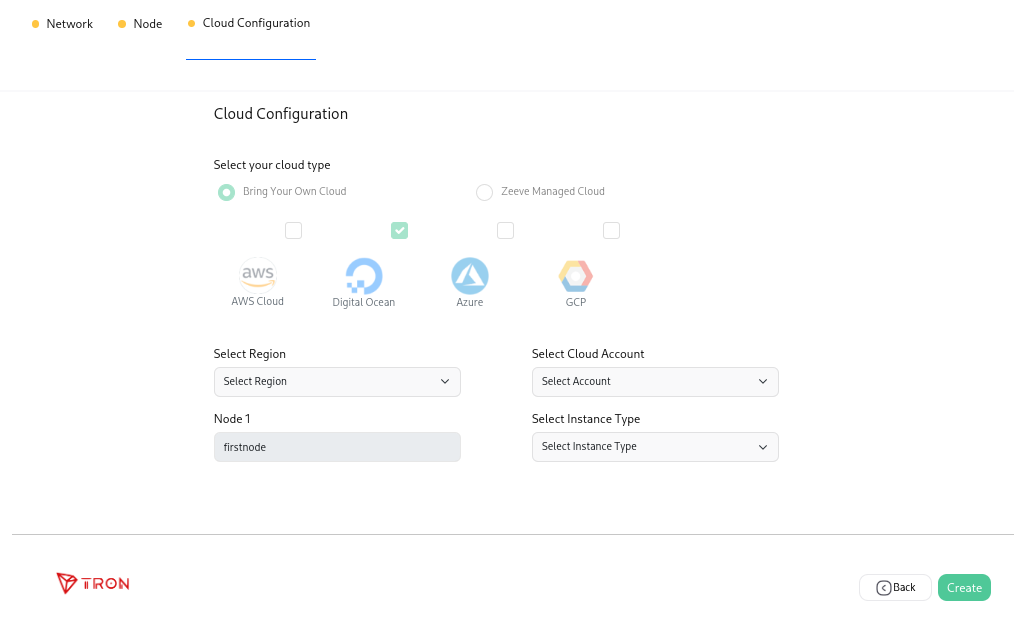 Network Node Cloud Configuration
Cloud Configuration
Select your cloud type
Bring Your Own Cloud Zeeve Managed Cloud
aws
AWS Cloud Digital Ocean Azure GCP
Select Region Select Cloud Account
Select Region Select Account
Node 1 Select Instance Type
firstnode Select Instance Type
TRON Back Create